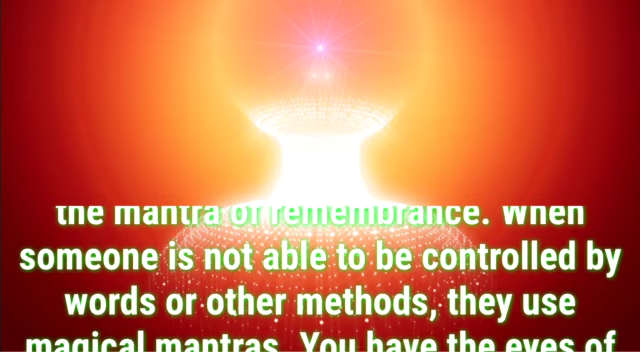 the mantra of remembrance. When
someone is not able to be controlled by
words or other methods, they use
magical mantras. You have the eyes of